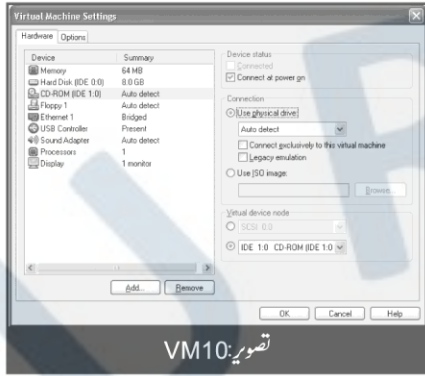 Virtual Machine Settings
Hardware Options
Device Summary
Memory 64 MB
Hard Disk (IDE 0:0) 8.0 GB
CD-ROM (IDE 1:0) Auto detect
Floppy 1 Auto detect
Ethernet 1 Bridged
USB Controller Present
Sound Adapter Auto detect
Processors 1
Display 1 monitor
Add... Remove
Device status
Connected
Connect at power on
Connection
Use physical drive:
Auto detect
Connect exclusively to this virtual machine
Legacy emulation
Use ISO image:
Browse...
Virtual device node
SCSI 0:0
IDE 1:0 CD-ROM (IDE 1:0
OK Cancel Help
تصویر:VM10